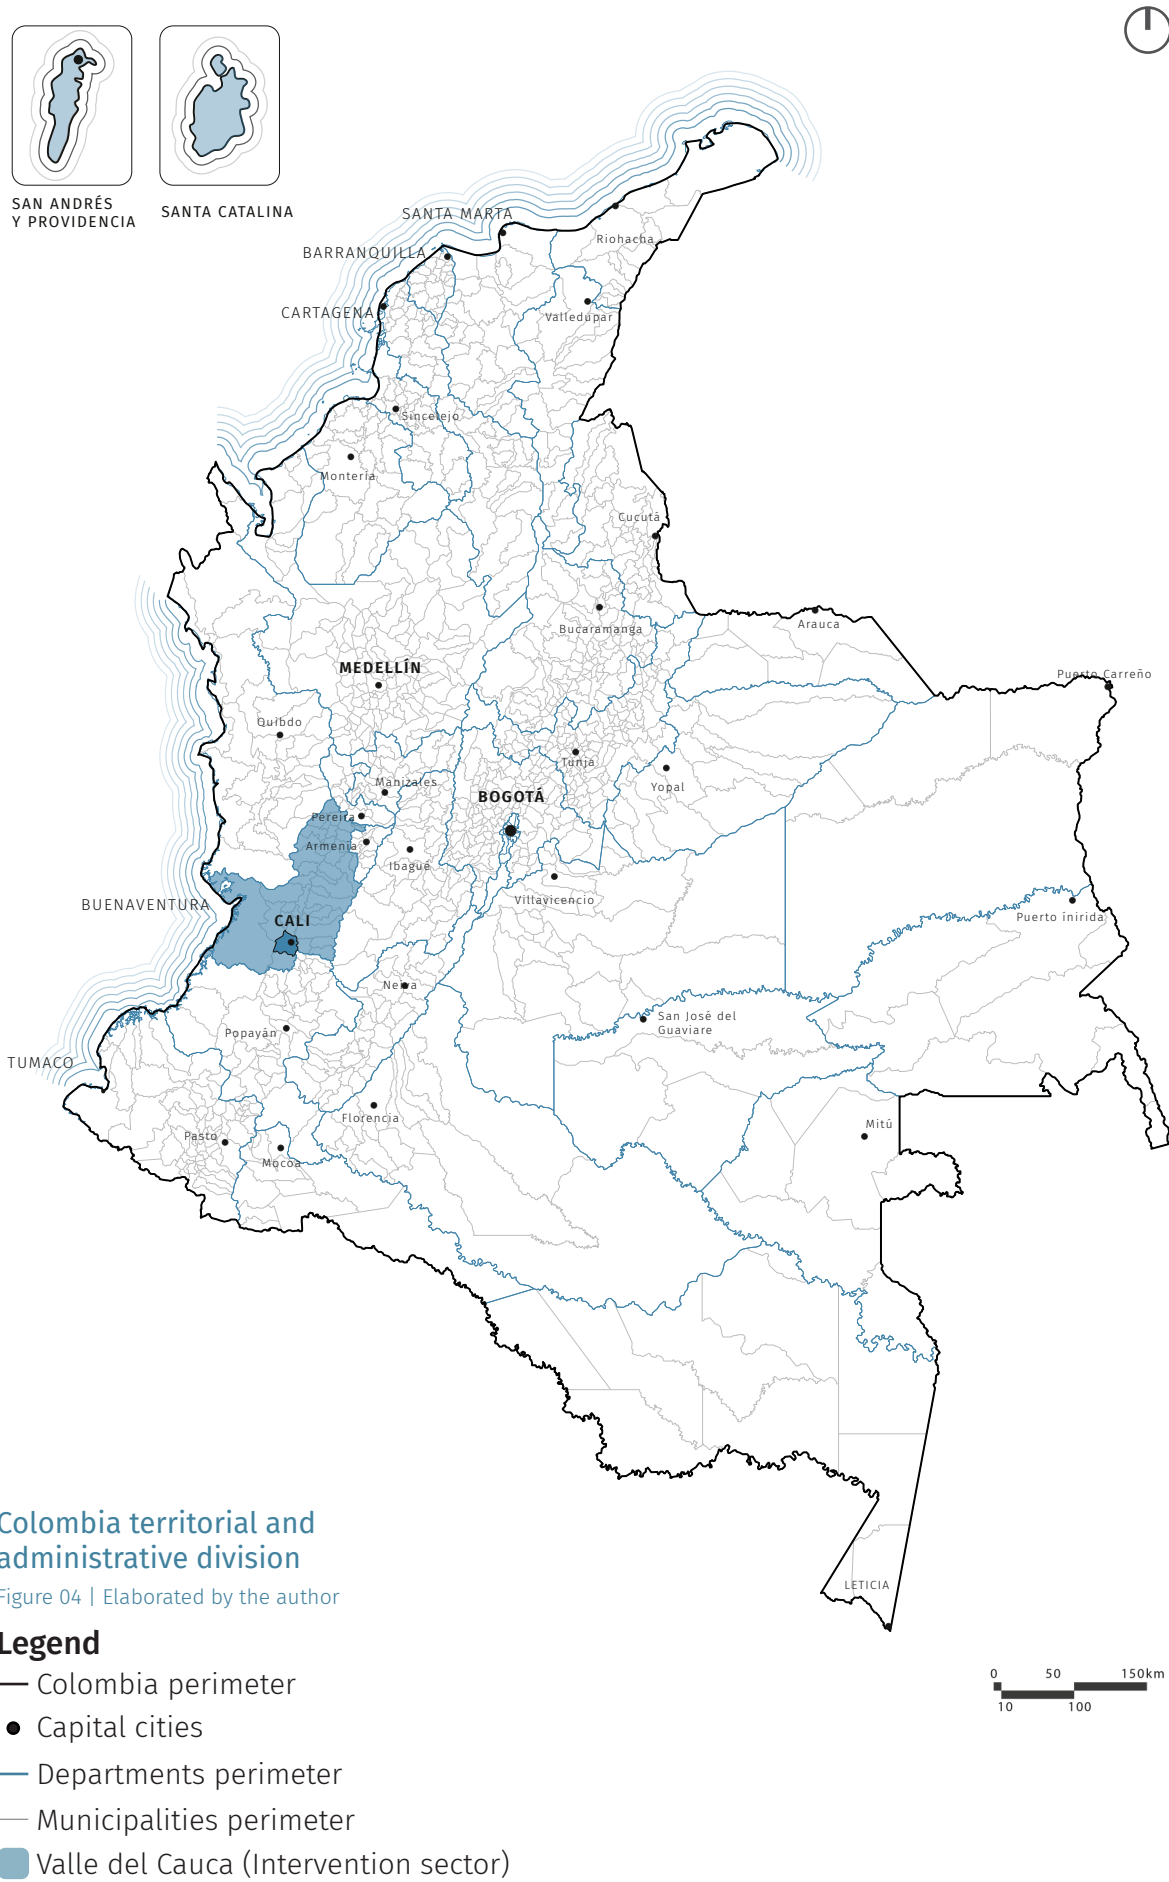 SAN ANDRÉS
Y PROVIDENCIA
SANTA CATALINA
SANTA MARTA
Riohacha
BARRANQUILLA
CARTAGENA
Valledupar
Sincelejo
Montería
Cucutá
Bucaramanga
Arauca
MEDELLÍN
Puerto Carreño
Quibdo
Tunja
Manizales
Yopal
BOGOTÁ
Pereira
Armenia
Ibagué
Villavicencio
BUENAVENTURA
CALI
Puerto inirida
Neiva
San José del
Guaviare
Popayán
TUMACO
Florencia
Mitú
Pasto
Mocoa
LETICIA
Colombia territorial and
administrative division
Figure 04 | Elaborated by the author
Legend
Colombia perimeter
Capital cities
Departments perimeter
Municipalities perimeter
Valle del Cauca (Intervention sector)
0 50 150km
10 100